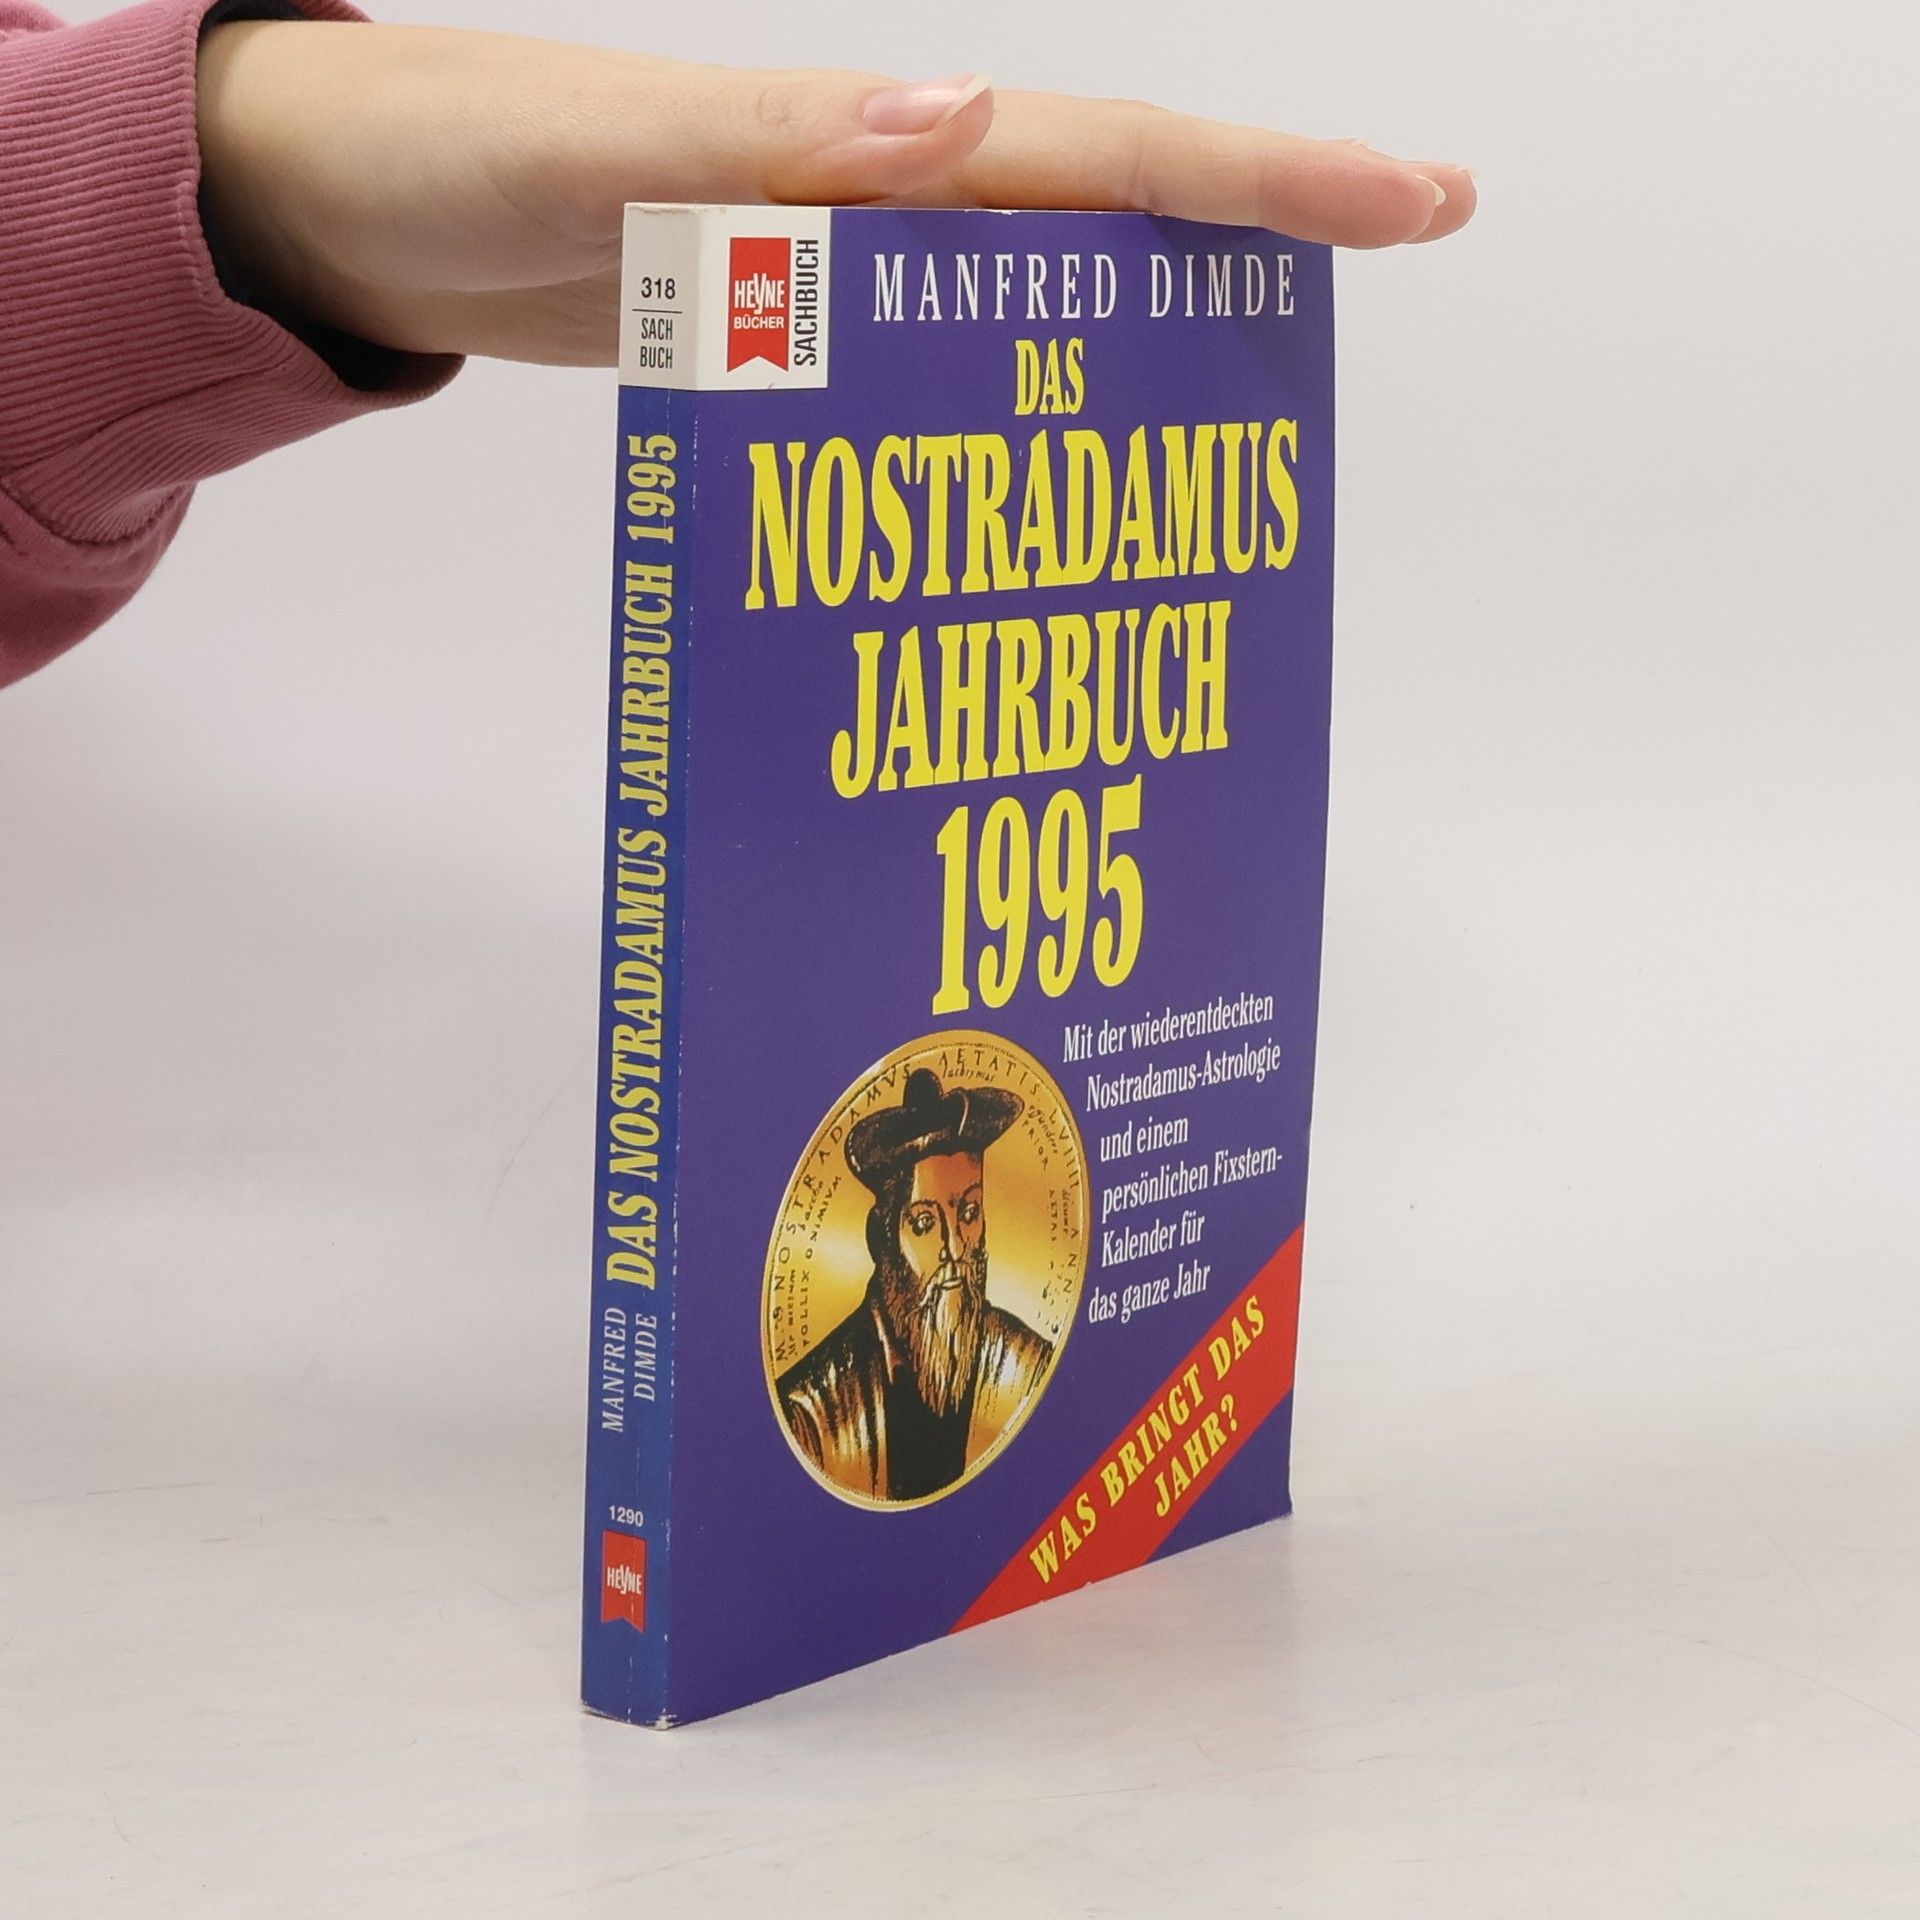 318
SACH
BUCH
DAS NOSTRADAMUS JAHRBUCH 1995
MANFRED
DIMDE
1290
HEYNE
HEYNE
BÜCHER
SACHBUCH
MANFRED DIMDE
DAS
NOSTRADAMUS
JAHRBUCH
1995
Mit der wiederentdeckten
Nostradamus-Astrologie
und einem
persönlichen Fixstern-
Kalender für
das ganze Jahr
WAS BRINGT DAS
JAHR?
NOSTRADAMVS AETATIS